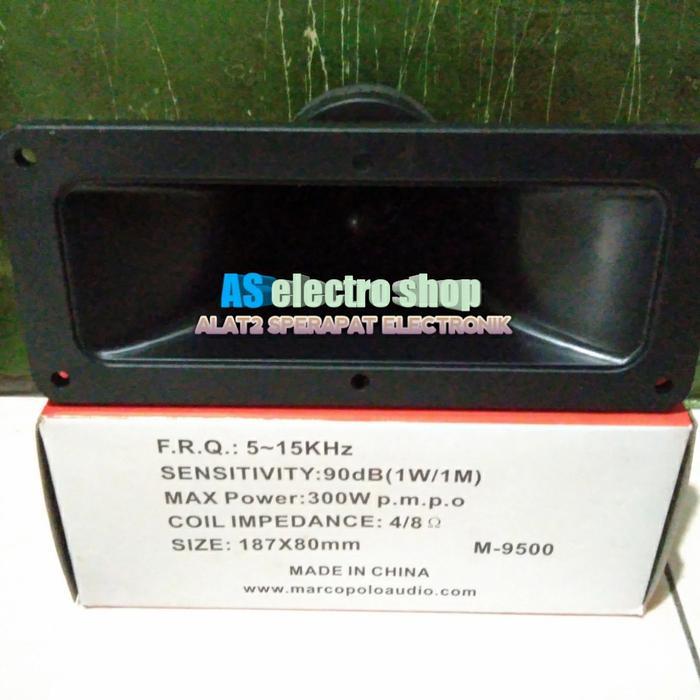 AS electro shop
ALAT2 SPERAPAT ELECTRONIK
F.R.Q.: 5~15KHz
SENSITIVITY:90dB(1W/1M)
MAX Power:300W p.m.p.o
COIL IMPEDANCE: 4/8 Ω
SIZE: 187X80mm M-9500
MADE IN CHINA
www.marcopoloaudio.com